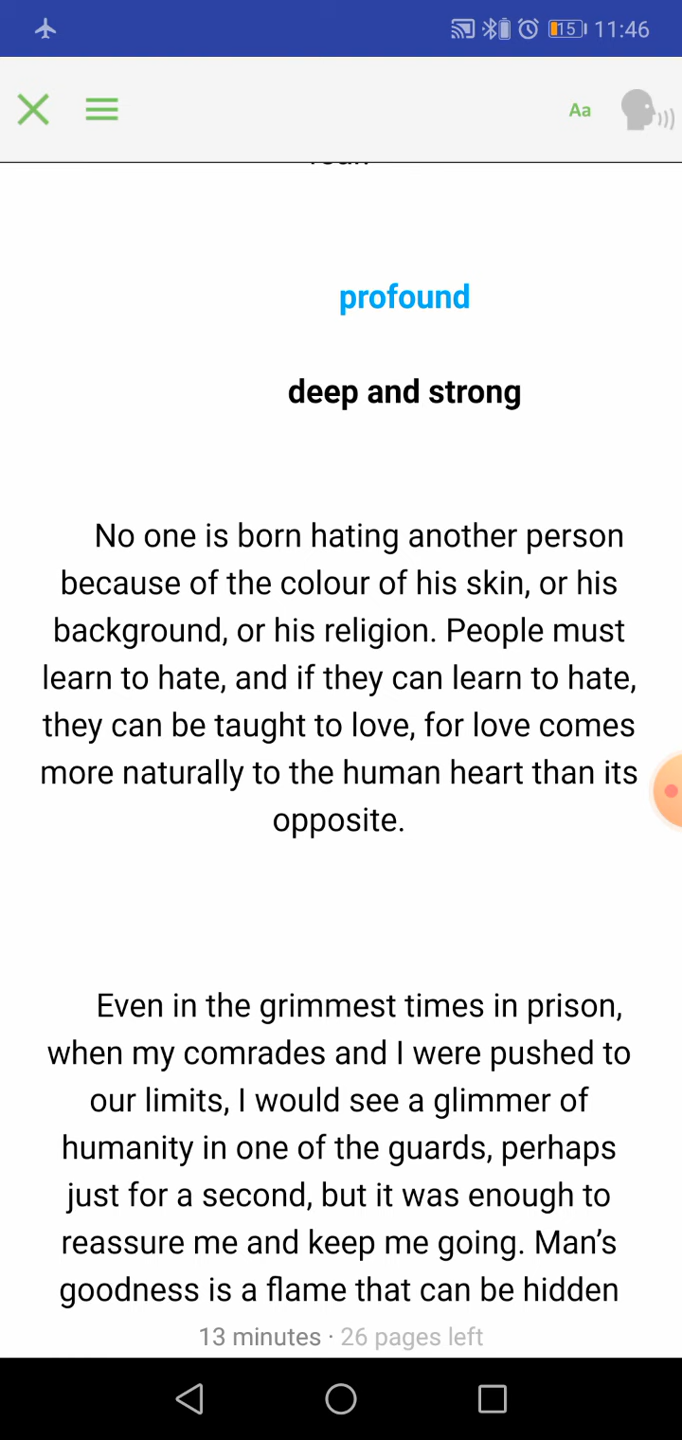 15 11:46
Aa
profound
deep and strong
No one is born hating another person
because of the colour of his skin, or his
background, or his religion. People must
learn to hate, and if they can learn to hate,
they can be taught to love, for love comes
more naturally to the human heart than its
opposite.
Even in the grimmest times in prison,
when my comrades and I were pushed to
our limits, I would see a glimmer of
humanity in one of the guards, perhaps
just for a second, but it was enough to
reassure me and keep me going. Man’s
goodness is a flame that can be hidden
13 minutes · 26 pages left